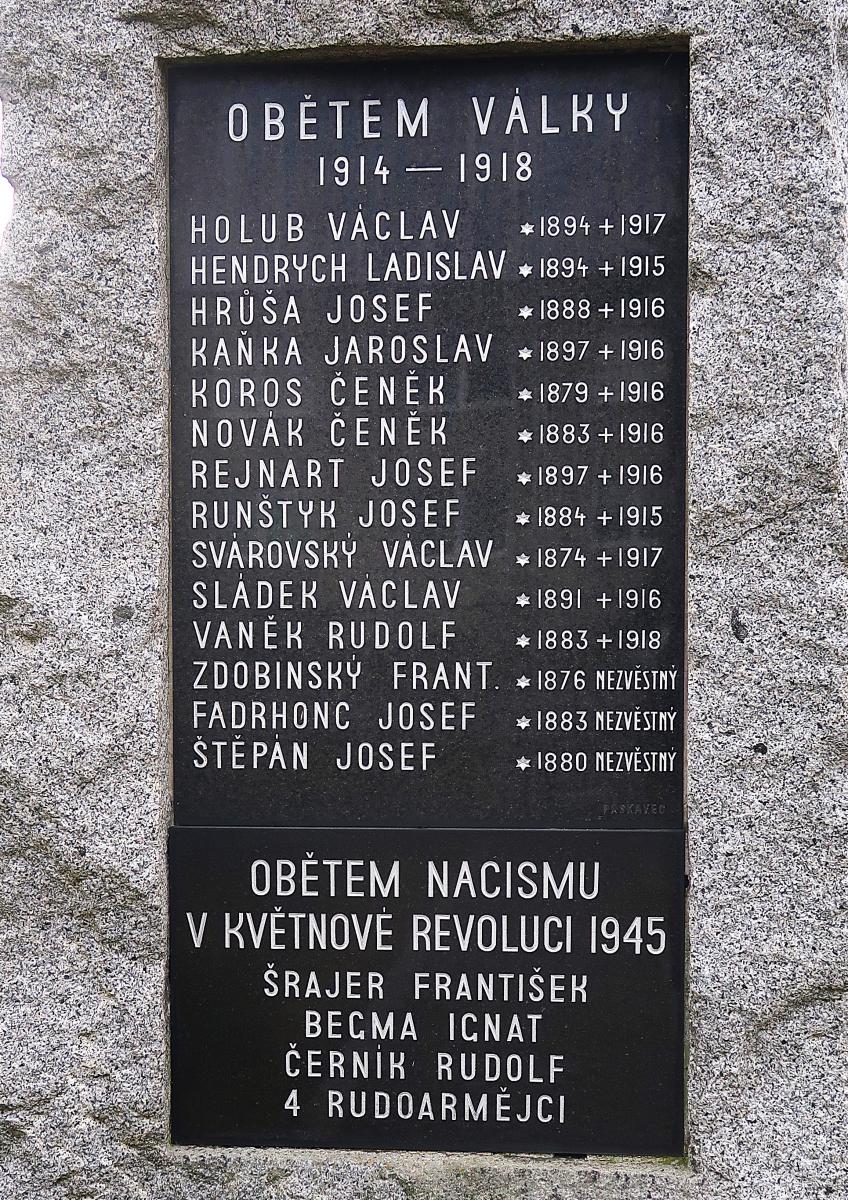 OBĚTEM VÁLKY
1914 — 1918
HOLUB VÁCLAV *1894 + 1917
HENDRYCH LADISLAV *1894 + 1915
HRŮŠA JOSEF *1888 + 1916
KAŇKA JAROSLAV *1897 + 1916
KOROS ČENĚK *1879 + 1916
NOVÁK ČENĚK *1883 + 1916
REJNART JOSEF *1897 + 1916
RUNŠTYK JOSEF *1884 + 1915
SVÁROVSKÝ VÁCLAV *1874 + 1917
SLÁDEK VÁCLAV *1891 + 1916
VANĚK RUDOLF *1883 + 1918
ZDOBINSKÝ FRANT. *1876 NEZVĚSTNÝ
FADRHONC JOSEF *1883 NEZVĚSTNÝ
ŠTĚPÁN JOSEF *1880 NEZVĚSTNÝ
PASKAVEC
OBĚTEM NACISMU
V KVĚTNOVÉ REVOLUCI 1945
ŠRAJER FRANTIŠEK
BEGMA IGNAT
ČERNÍK RUDOLF
4 RUDOARMĚJCI